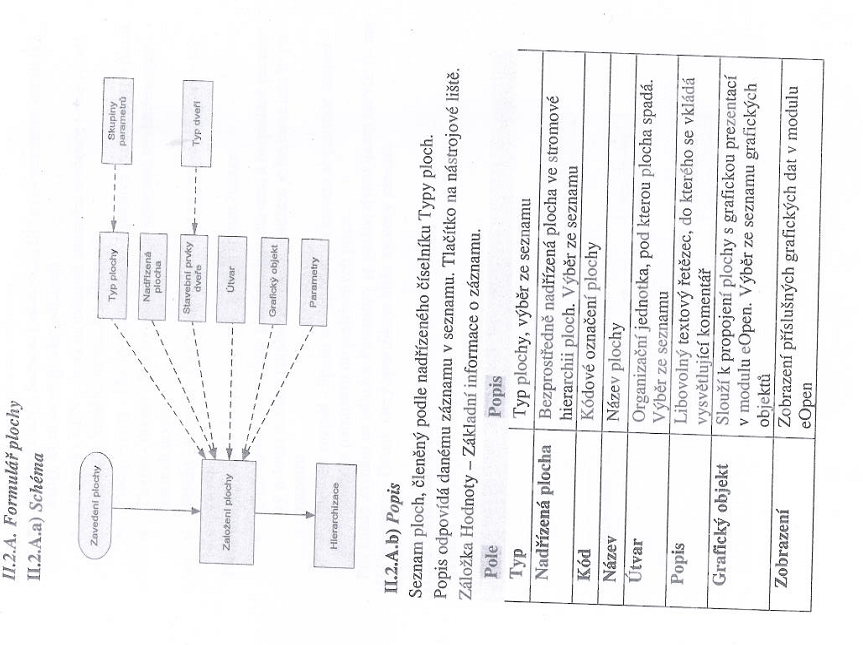 II.2.A. Formulář plochy
II.2.A.a) Schéma
Zavedení plochy
Založení plochy
Hierarchizace
Typ plochy
Nadřízená
plocha
Stavební prvky
dveře
Útvar
Grafický objekt
Parametry
Skupiny
parametrů
Typ dveří
II.2.A.b) Popis
Seznam ploch, členěný podle nadřízeného číselníku Typy ploch.
Popis odpovídá danému záznamu v seznamu. Tlačítko na nástrojové liště.
Záložka Hodnoty – Základní informace o záznamu.
Pole Popis
Typ Typ plochy, výběr ze seznamu
Nadřízená plocha Bezprostředně nadřízená plocha ve stromové
hierarchii ploch. Výběr ze seznamu
Kód Kódové označení plochy
Název Název plochy
Útvar Organizační jednotka, pod kterou plocha spadá.
Výběr ze seznamu
Popis Libovolný textový řetězec, do kterého se vkládá
vysvětlující komentář
Grafický objekt Slouží k propojení plochy s grafickou prezentací
v modulu eOpen. Výběr ze seznamu grafických
objektů
Zobrazení Zobrazení příslušných grafických dat v modulu
eOpen